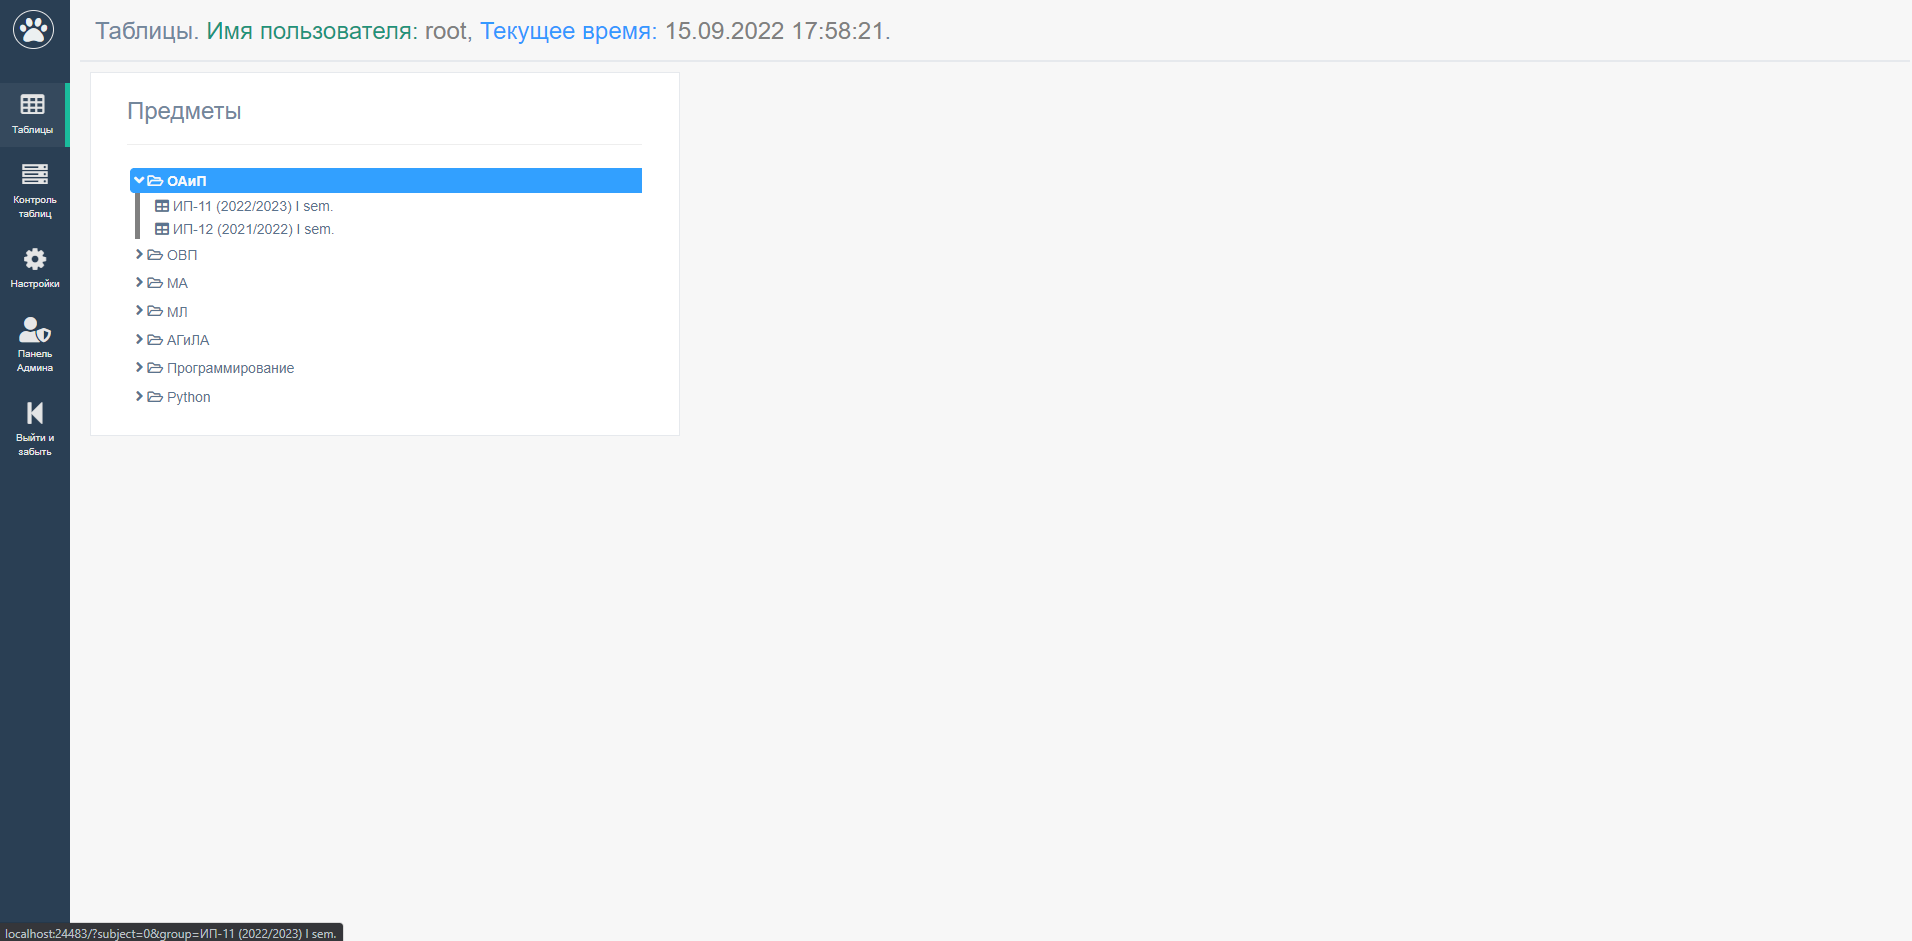 Таблицы. Имя пользователя: root, Текущее время: 15.09.2022 17:58:21.
Таблицы
Контроль
таблиц
Настройки
Панель
Админа
Выйти и
забыть
Предметы
ОАиП
ИП-11 (2022/2023) I sem.
ИП-12 (2021/2022) I sem.
ОВП
МА
МЛ
АГиЛА
Программирование
Python
localhost:24483/?subject=0&group=ИП-11 (2022/2023) I sem.